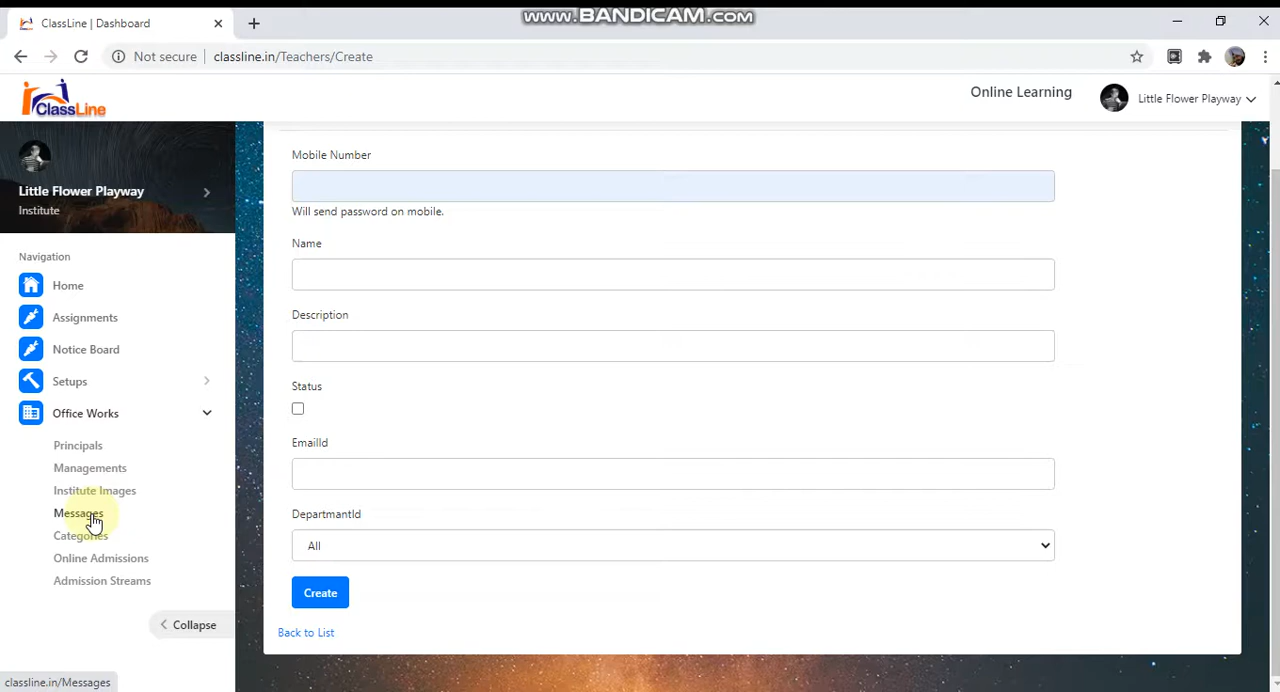 www.BANDICAM.com
ClassLine | Dashboard
Not secure
classline.in/Teachers/Create
ClassLine
Online Learning
Little Flower Playway
Little Flower Playway
Institute
Navigation
Home
Assignments
Notice Board
Setups
Office Works
Principals
Managements
Institute Images
Messages
Categories
Online Admissions
Admission Streams
Collapse
classline.in/Messages
Mobile Number
Will send password on mobile.
Name
Description
Status
EmailId
DepartmantId
All
Create
Back to List